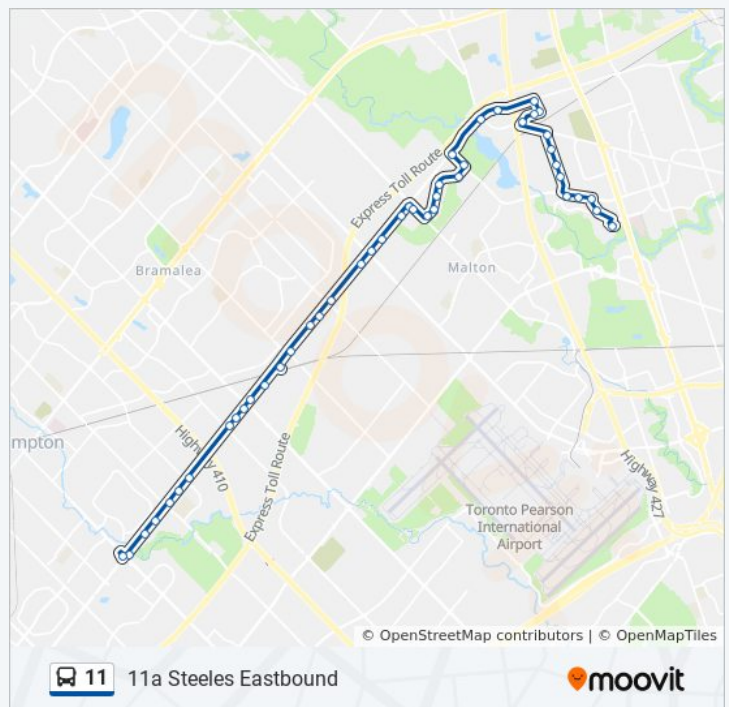 Express Toll Route
Bramalea
Malton
mpton
Highway 410
Express Toll Route
Highway 427
Toronto Pearson
International
Airport
© OpenStreetMap contributors | © OpenMapTiles
11 11a Steeles Eastbound
moovit